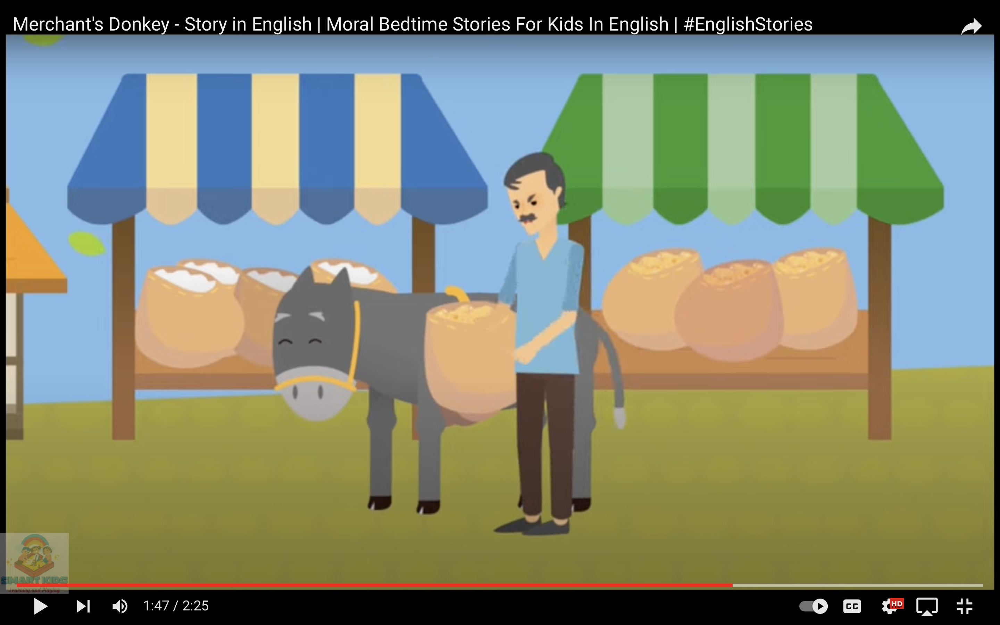 Merchant's Donkey - Story in English | Moral Bedtime Stories For Kids In English | #EnglishStories
SMART KIDS
Learning and Playing
1:47 / 2:25
CC
HD